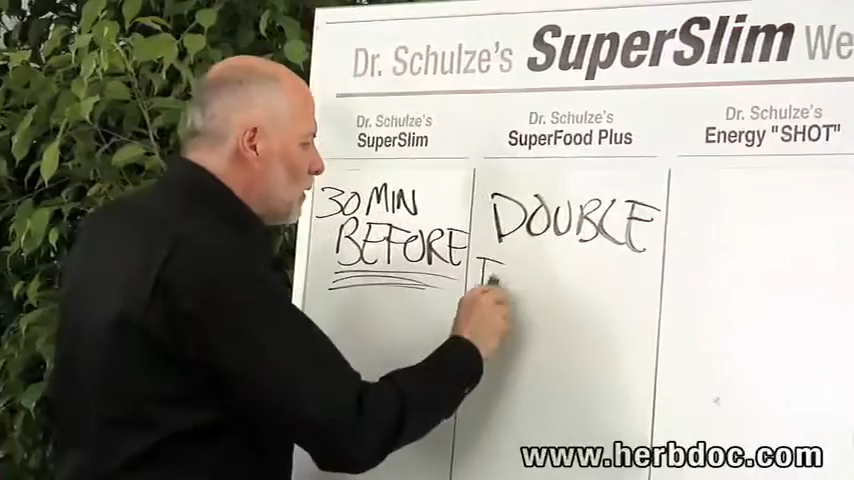 Dr. Schulze's SuperSlim We
Dr. Schulze's
SuperSlim
Dr. Schulze's
SuperFood Plus
Dr. Schulze's
Energy "SHOT"
30 MIN
BEFORE
DOUBLE
www.herbdoc.com